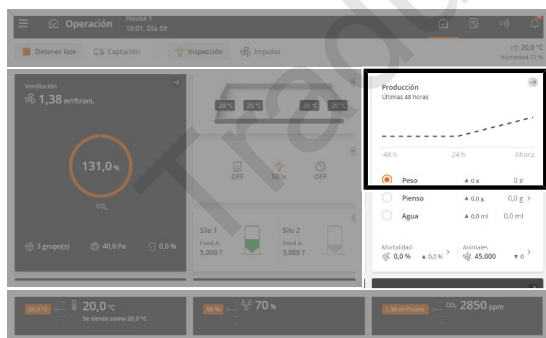 Operación
House 1
10:01, Día 59
Detener lote
Captación
Inspección
Impulso
20,0 °C
Humedad 72 %
Ventilación
1,38 m³/h/ani.
131,0 %
CO₂
3 grupo(s)
40,0 Pa
0,0 %
20 °C 20 °C 20 °C 20 °C
OFF
56 lx
OFF
Silo 1
Feed A
5,000 T
Silo 2
Feed A
3,000 T
Producción
Últimas 48 horas
-48 h
-24 h
Ahora
Peso ▲ 0 g 0 g
Pienso ▲ 0,0 g 0,0 g >
Agua ▲ 0,0 ml 0,0 ml
Mortalidad
0,0 % ▲ 0,0 % >
Animales
45.000 ▼ 0 >
20,0 °C
20,0 °C
Se siente como 20,0 °C
70 %
1,38 m³/h/ani.
CO₂ 2850 ppm